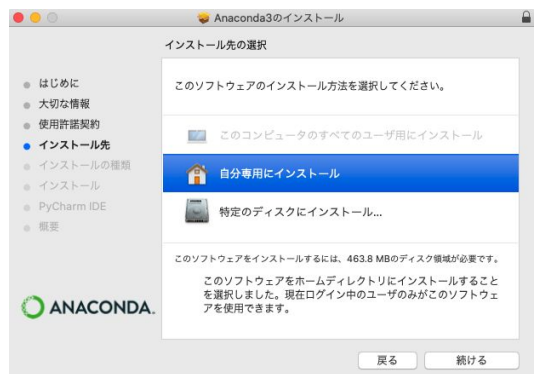 Anaconda3のインストール
インストール先の選択
はじめに
大切な情報
使用許諾契約
インストール先
インストールの種類
インストール
PyCharm IDE
概要
このソフトウェアのインストール方法を選択してください。
このコンピュータのすべてのユーザ用にインストール
自分専用にインストール
特定のディスクにインストール...
このソフトウェアをインストールするには、463.8 MBのディスク領域が必要です。
このソフトウェアをホームディレクトリにインストールすること
を選択しました。現在ログイン中のユーザのみがこのソフトウェ
アを使用できます。
ANACONDA.
戻る
続ける